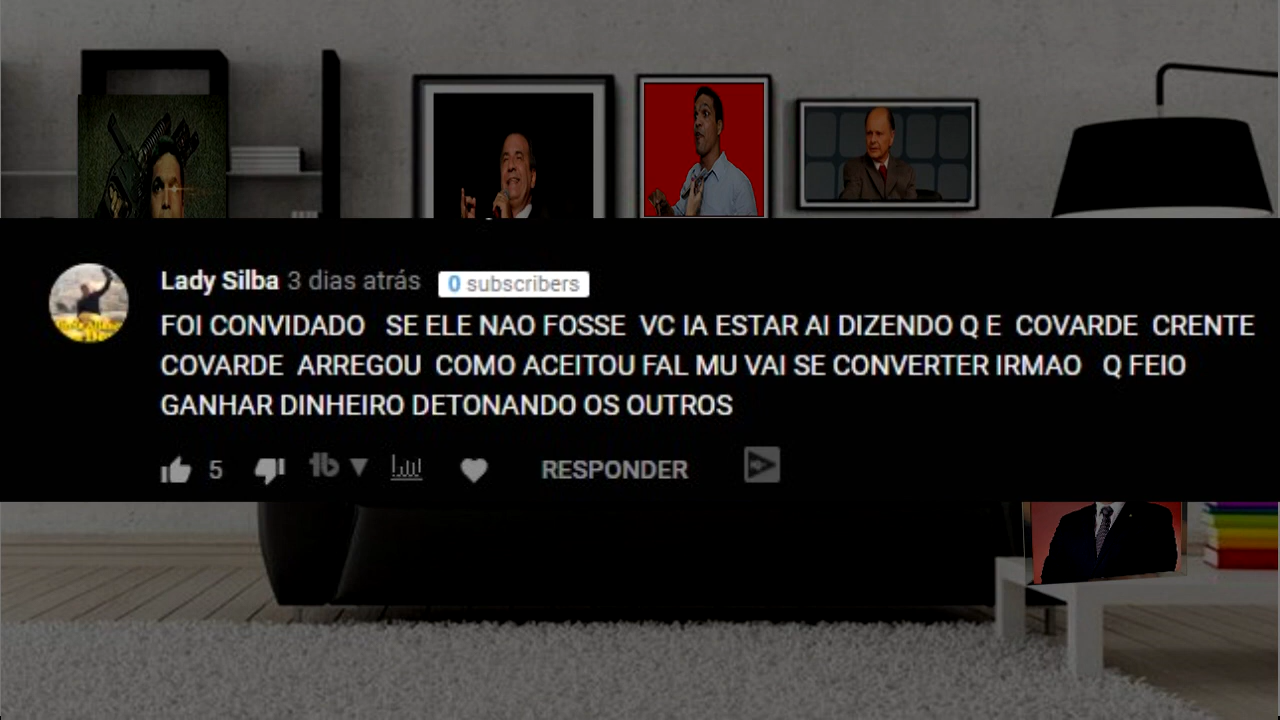 Lady Silba 3 dias atrás 0 subscribers
FOI CONVIDADO SE ELE NAO FOSSE VC IA ESTAR AI DIZENDO Q E COVARDE CRENTE
COVARDE ARREGOU COMO ACEITOU FAL MU VAI SE CONVERTER IRMAO Q FEIO
GANHAR DINHEIRO DETONANDO OS OUTROS
5 tb RESPONDER